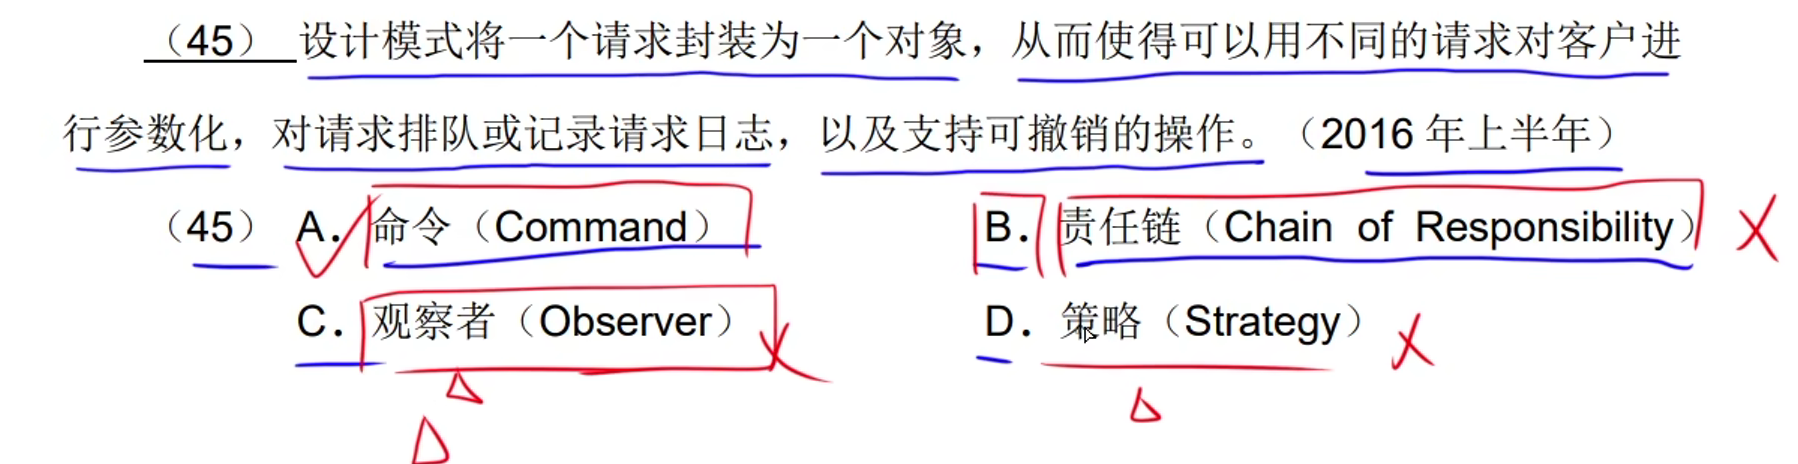 （45） 设计模式将一个请求封装为一个对象，从而使得可以用不同的请求对客户进
行参数化，对请求排队或记录请求日志，以及支持可撤销的操作。（2016 年上半年）
（45） A．命令（Command） B．责任链（Chain of Responsibility）
C．观察者（Observer） D．策略（Strategy）